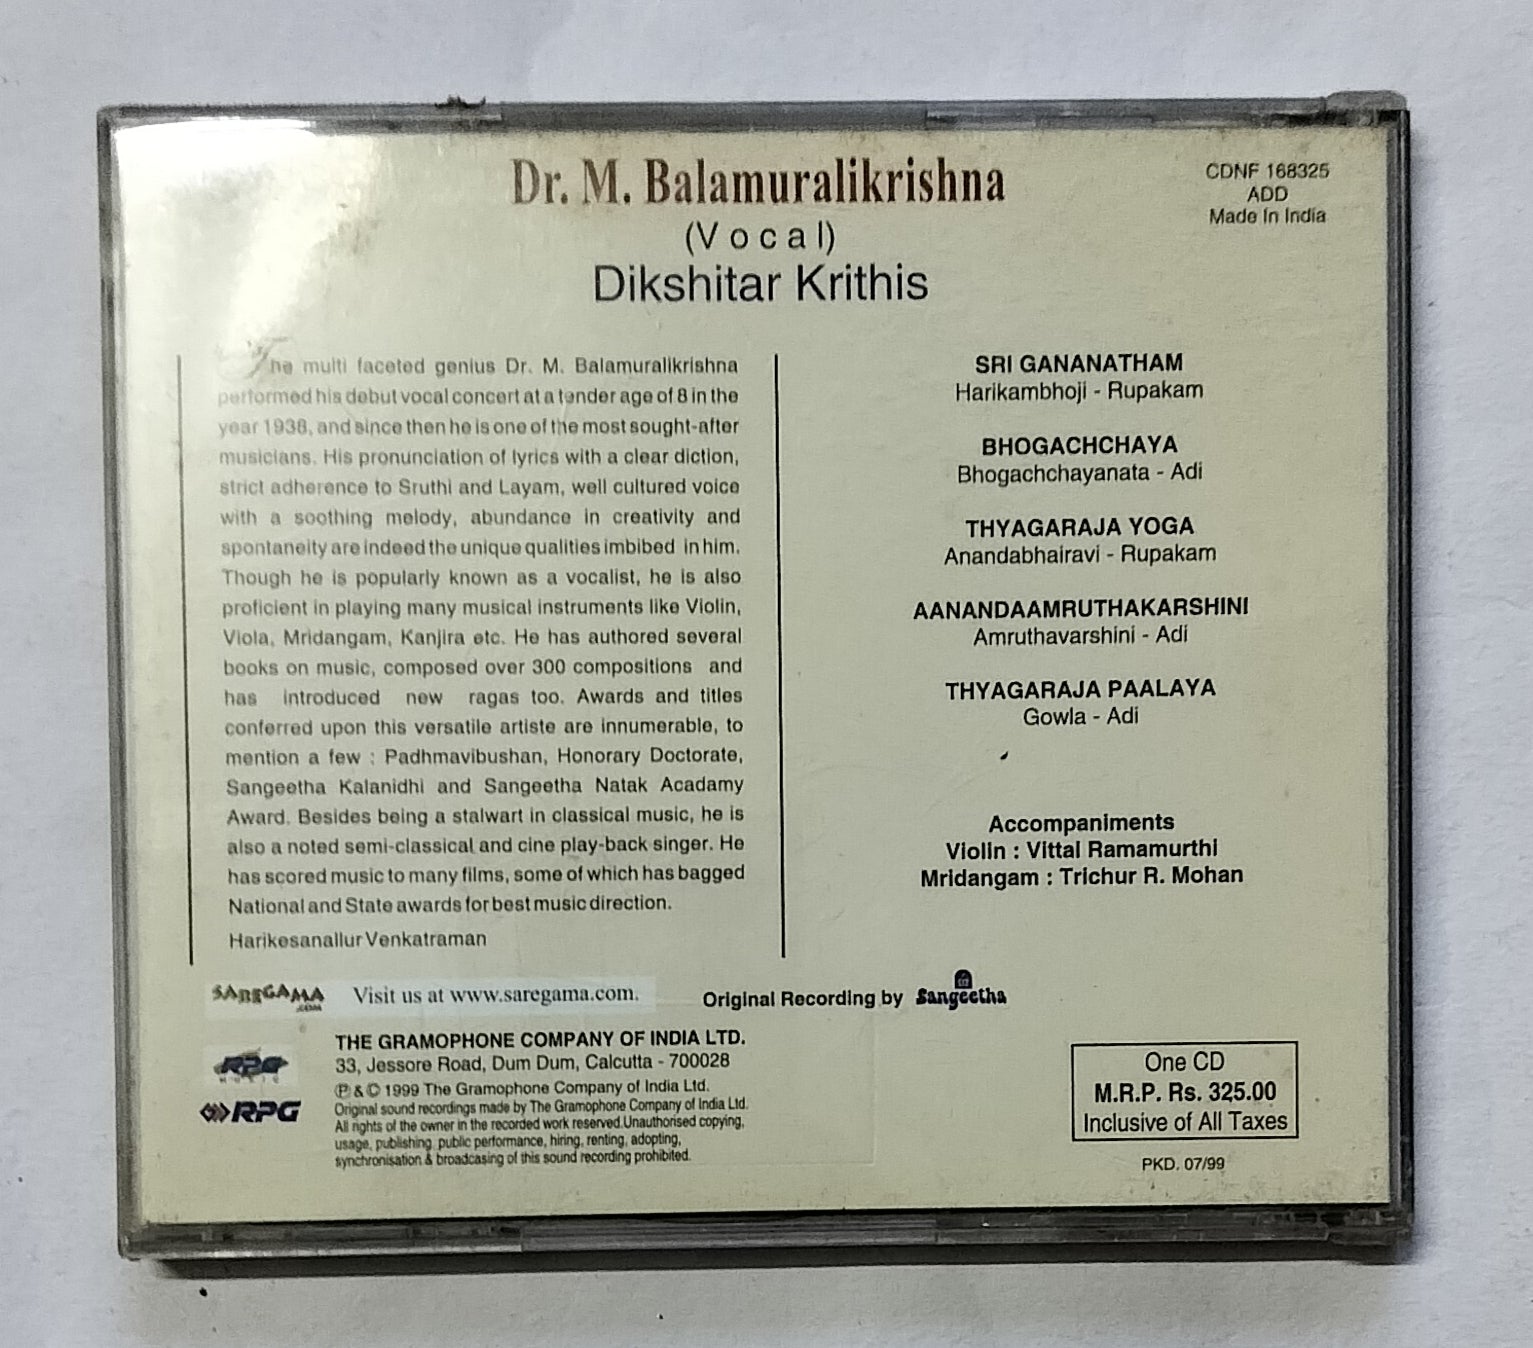 Dr. M. Balamuralikrishna
(Vocal)
Dikshitar Krithis
CDNF 168325
ADD
Made In India
The multi faceted genius Dr. M. Balamuralikrishna
performed his debut vocal concert at a tender age of 8 in the
year 1938, and since then he is one of the most sought-after
musicians. His pronunciation of lyrics with a clear diction,
strict adherence to Sruthi and Layam, well cultured voice
with a soothing melody, abundance in creativity and
spontaneity are indeed the unique qualities imbibed in him.
Though he is popularly known as a vocalist, he is also
proficient in playing many musical instruments like Violin,
Viola, Mridangam, Kanjira etc. He has authored several
books on music, composed over 300 compositions and
has introduced new ragas too. Awards and titles
conferred upon this versatile artiste are innumerable, to
mention a few : Padhmavibushan, Honorary Doctorate,
Sangeetha Kalanidhi and Sangeetha Natak Acadamy
Award. Besides being a stalwart in classical music, he is
also a noted semi-classical and cine play-back singer. He
has scored music to many films, some of which has bagged
National and State awards for best music direction.
Harikesanallur Venkatraman
SRI GANANATHAM
Harikambhoji - Rupakam
BHOGACHCHAYA
Bhogachchayanata - Adi
THYAGARAJA YOGA
Anandabhairavi - Rupakam
AANANDAAMRUTHAKARSHINI
Amruthavarshini - Adi
THYAGARAJA PAALAYA
Gowla - Adi
Accompaniments
Violin : Vittal Ramamurthi
Mridangam : Trichur R. Mohan
SAREGAMA.COM Visit us at www.saregama.com.
Original Recording by Sangeetha
RPG
MUSIC
RPG
THE GRAMOPHONE COMPANY OF INDIA LTD.
33, Jessore Road, Dum Dum, Calcutta - 700028
℗ & © 1999 The Gramophone Company of India Ltd.
Original sound recordings made by The Gramophone Company of India Ltd.
All rights of the owner in the recorded work reserved.Unauthorised copying,
usage, publishing, public performance, hiring, renting, adopting,
synchronisation & broadcasing of this sound recording prohibited.
One CD
M.R.P. Rs. 325.00
Inclusive of All Taxes
PKD. 07/99